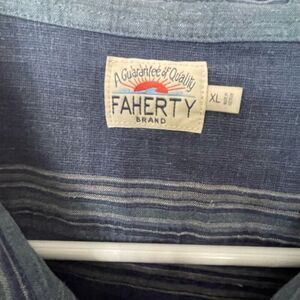 A Guarantee of Quality
FAHERTY
BRAND
XL